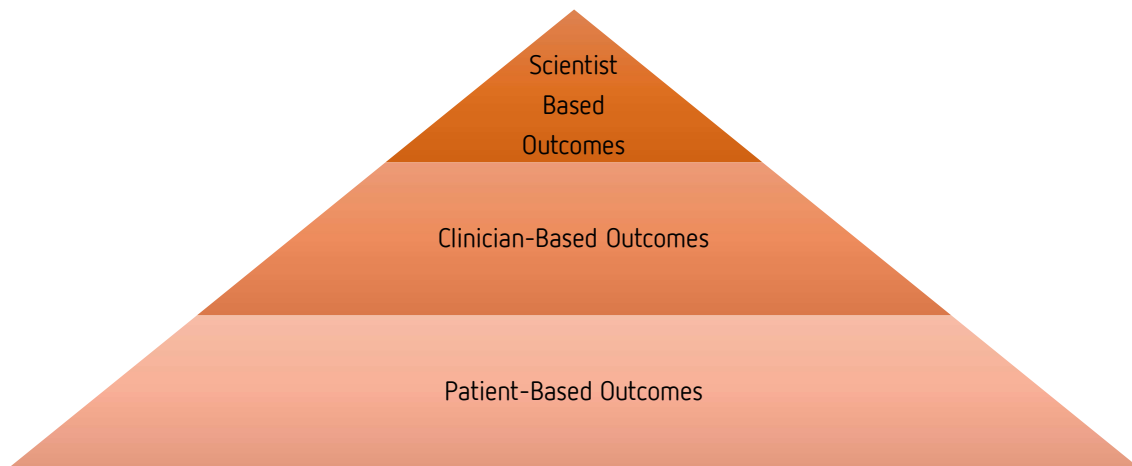 Scientist
Based
Outcomes
Clinician-Based Outcomes
Patient-Based Outcomes